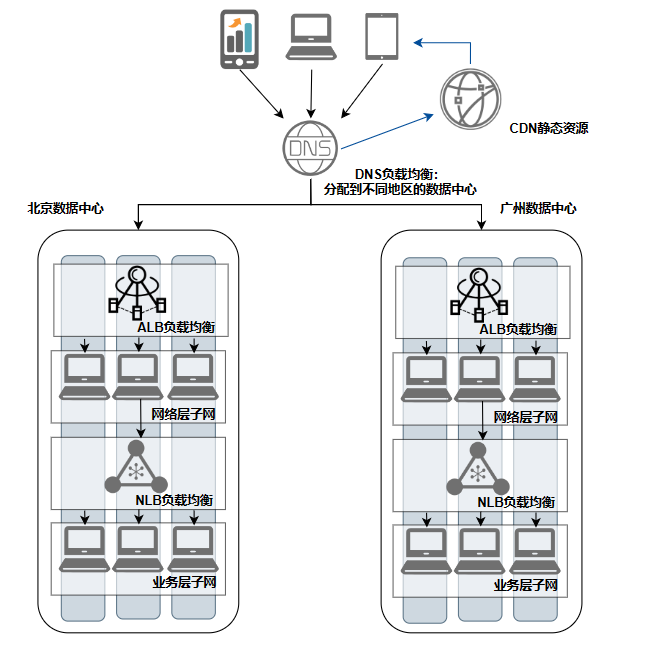 CDN静态资源
DNS
DNS负载均衡：
分配到不同地区的数据中心
北京数据中心
广州数据中心
ALB负载均衡
网络层子网
NLB负载均衡
业务层子网
ALB负载均衡
网络层子网
NLB负载均衡
业务层子网